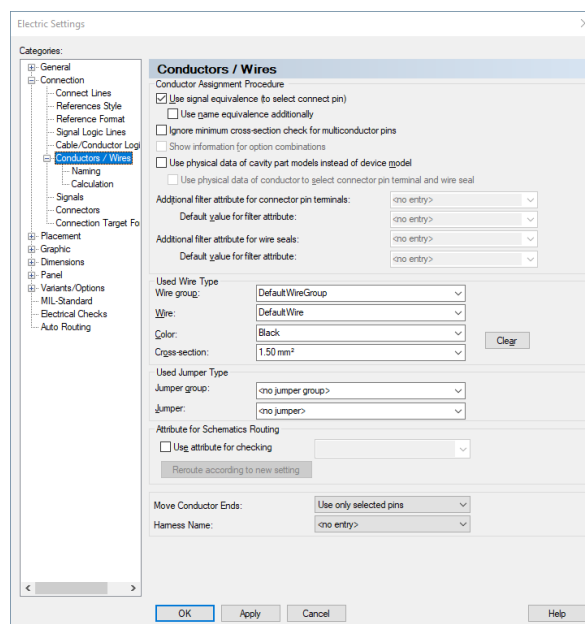 Electric Settings
Categories:
General
Connection
Connect Lines
References Style
Reference Format
Signal Logic Lines
Cable/Conductor Logi
Conductors / Wires
Naming
Calculation
Signals
Connectors
Connection Target Fo
Placement
Graphic
Dimensions
Panel
Variants/Options
MIL-Standard
Electrical Checks
Auto Routing
Conductors / Wires
Conductor Assignment Procedure
Use signal equivalence (to select connect pin)
Use name equivalence additionally
Ignore minimum cross-section check for multiconductor pins
Show information for option combinations
Use physical data of cavity part models instead of device model
Use physical data of conductor to select connector pin terminal and wire seal
Additional filter attribute for connector pin terminals: <no entry>
Default value for filter attribute: <no entry>
Additional filter attribute for wire seals: <no entry>
Default value for filter attribute: <no entry>
Used Wire Type
Wire group: DefaultWireGroup
Wire: DefaultWire
Color: Black
Clear
Cross-section: 1.50 mm²
Used Jumper Type
Jumper group: <no jumper group>
Jumper: <no jumper>
Attribute for Schematics Routing
Use attribute for checking
Reroute according to new setting
Move Conductor Ends: Use only selected pins
Harness Name: <no entry>
OK Apply Cancel Help